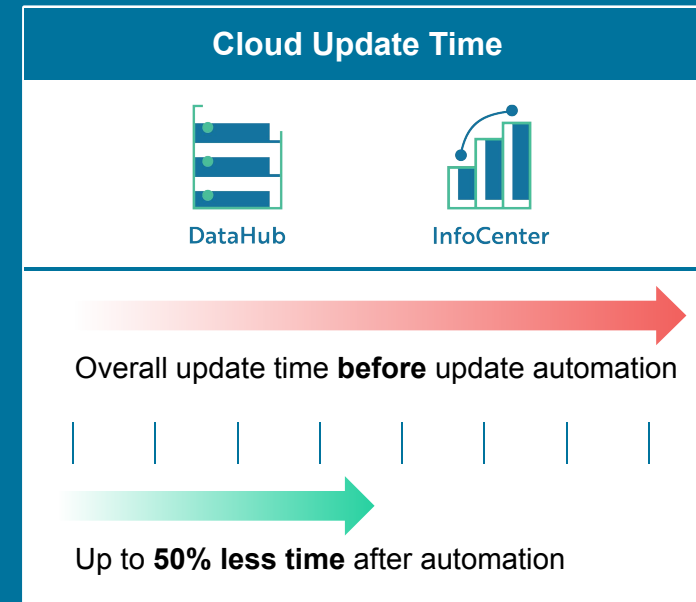 Cloud Update Time
DataHub
InfoCenter
Overall update time before update automation
Up to 50% less time after automation